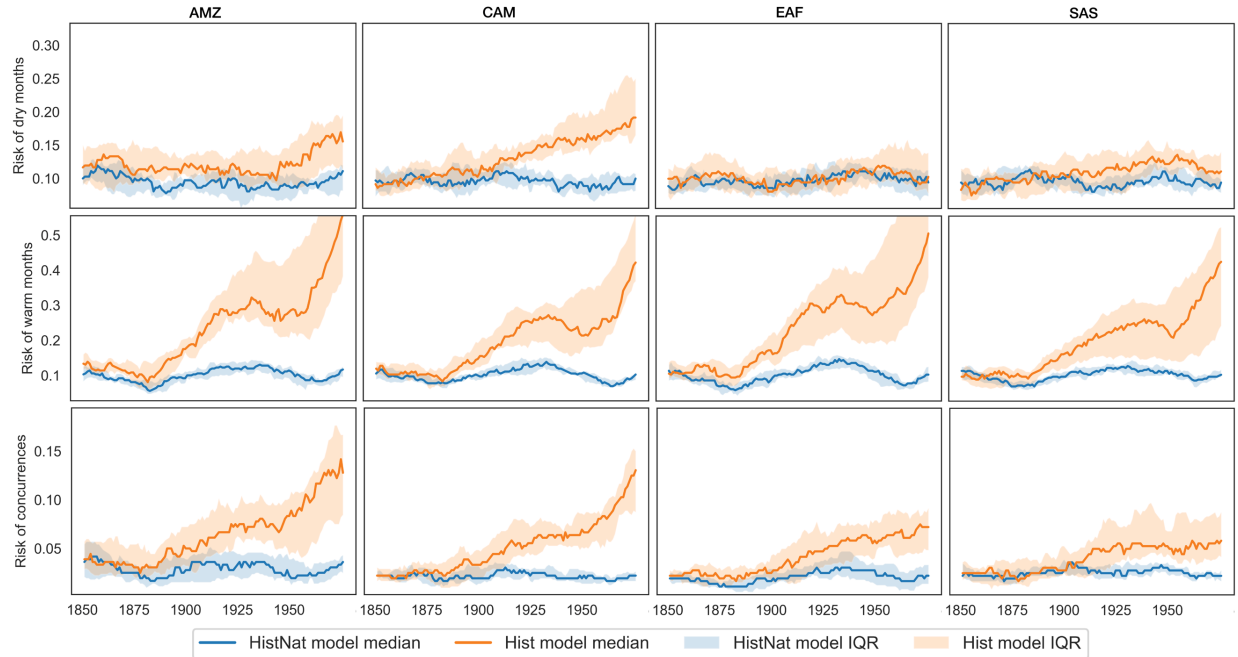 AMZ CAM EAF SAS
Risk of dry months
0.30
0.25
0.20
0.15
0.10
Risk of warm months
0.5
0.4
0.3
0.2
0.1
Risk of concurrences
0.15
0.10
0.05
1850 1875 1900 1925 1950 1850 1875 1900 1925 1950 1850 1875 1900 1925 1950 1850 1875 1900 1925 1950
HistNat model median Hist model median HistNat model IQR Hist model IQR